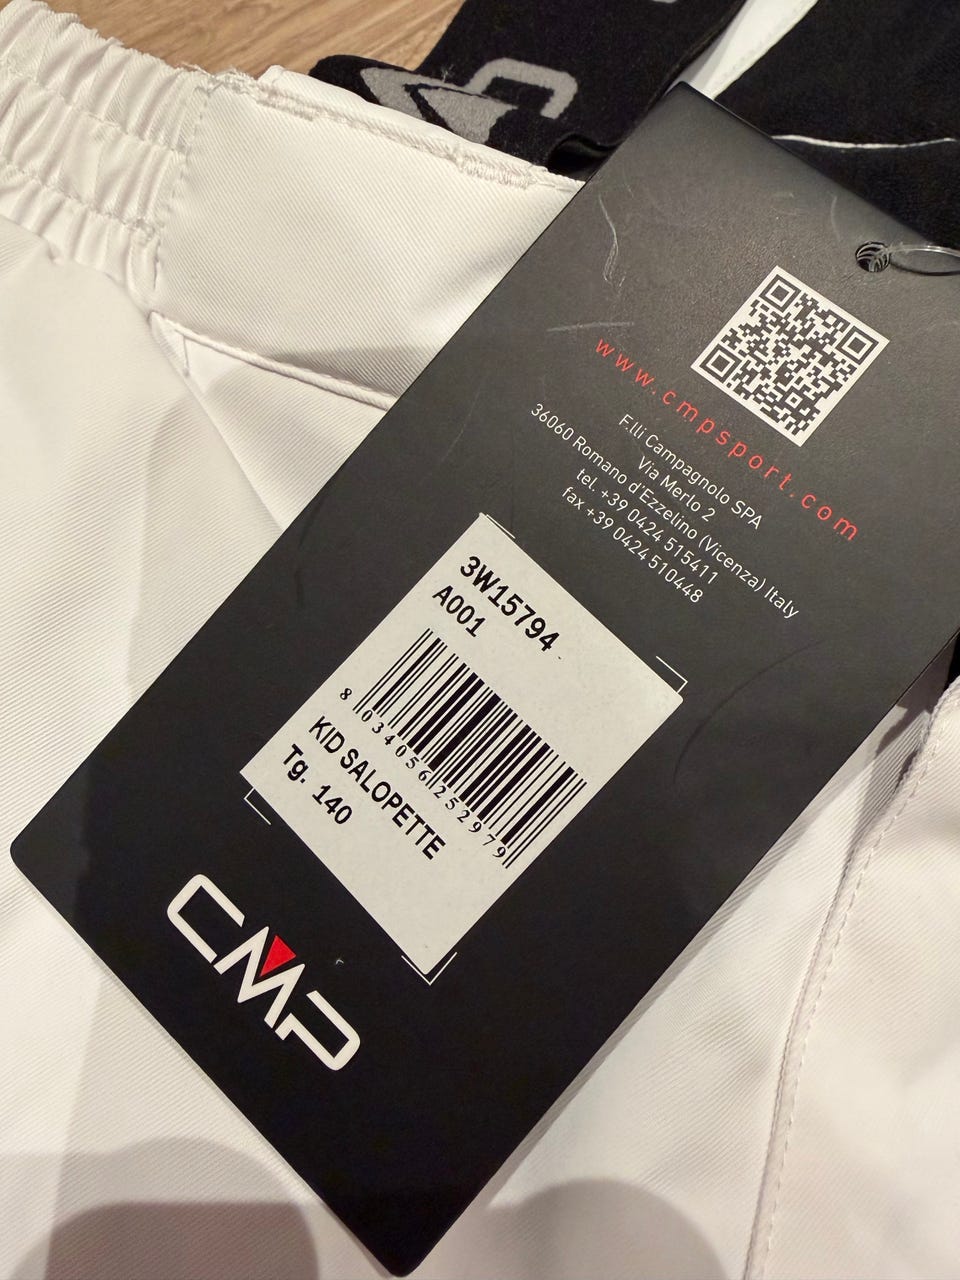 www.cmpsport.com
F.lli Campagnolo SPA
Via Merlo 2
36060 Romano d'Ezzelino (Vicenza) Italy
tel. +39 0424 515411
fax +39 0424 510448
3W15794
A001
8 034056 252979
KID SALOPETTE
Tg. 140
CMP